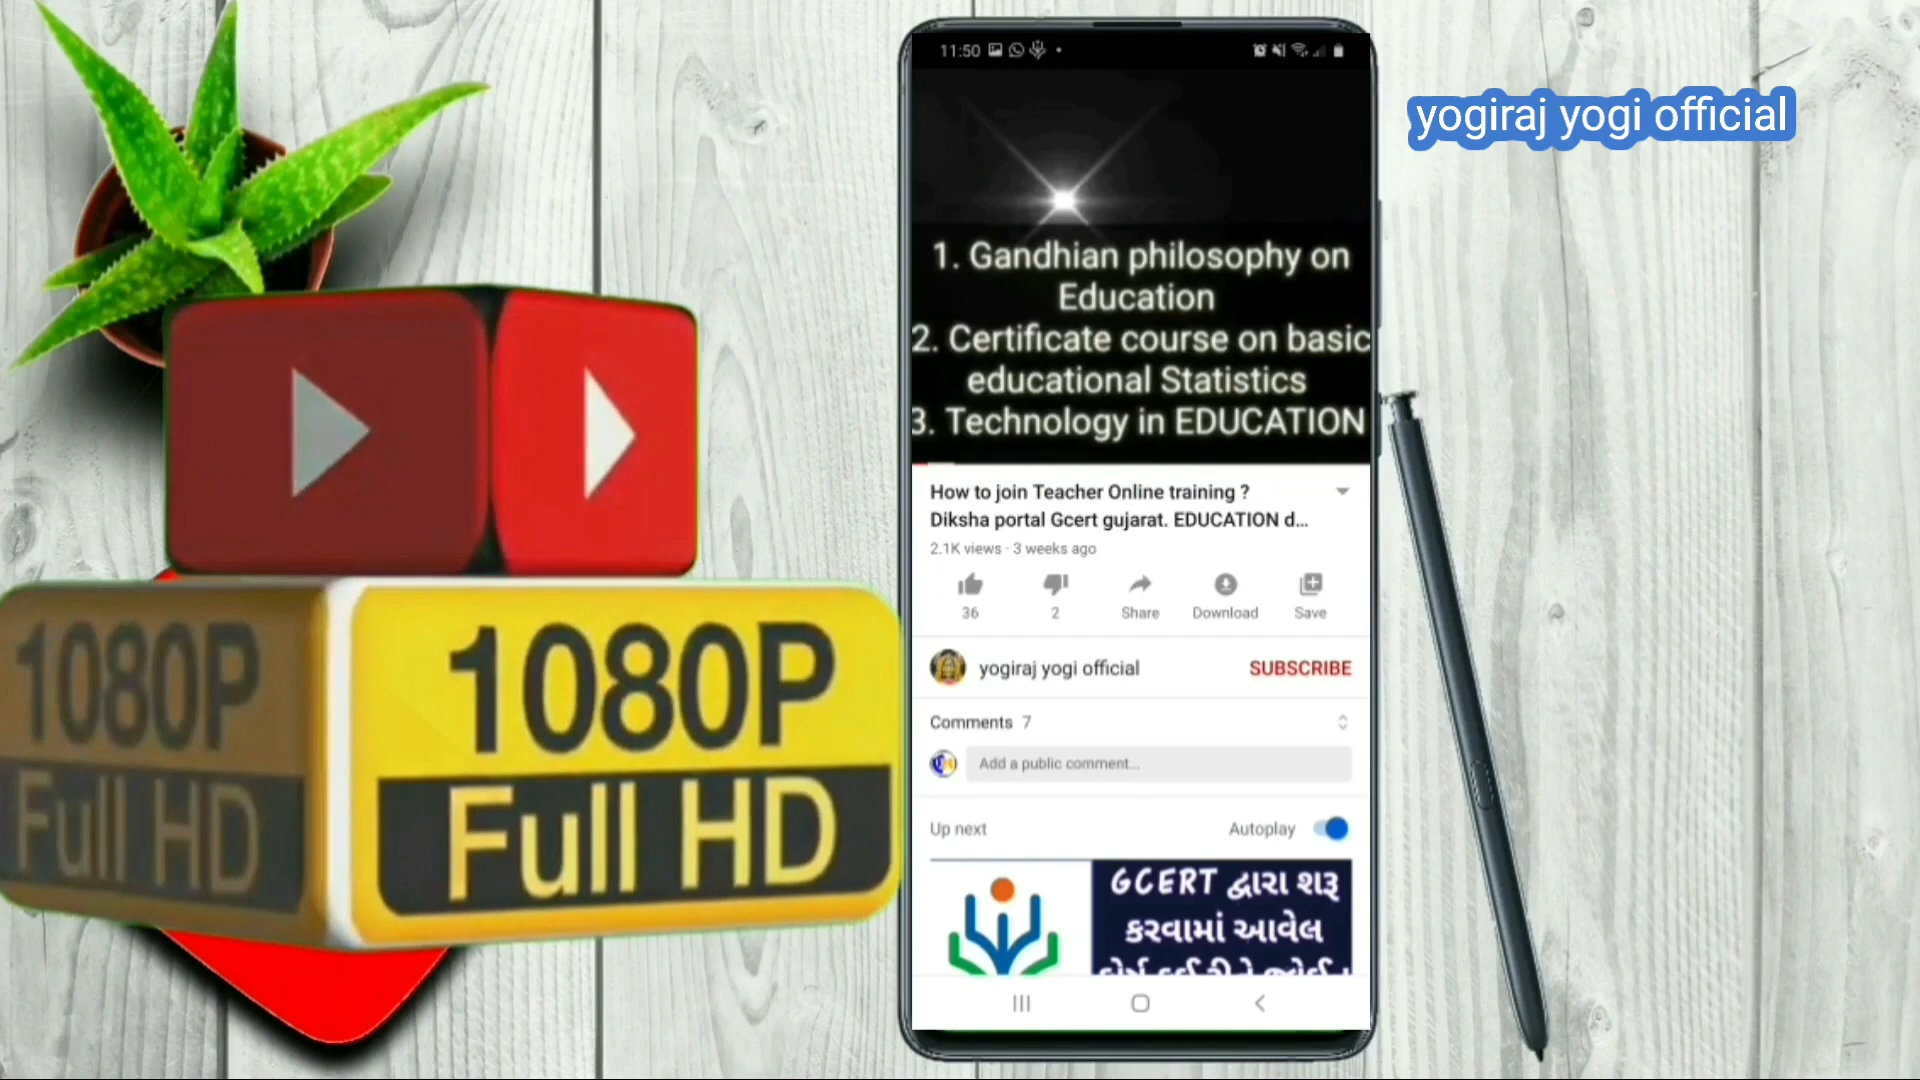 yogiraj yogi official
11:50
1. Gandhian philosophy on
Education
2. Certificate course on basic
educational Statistics
3. Technology in EDUCATION
How to join Teacher Online training ?
Diksha portal Gcert gujarat. EDUCATION d...
2.1K views · 3 weeks ago
36
2
Share
Download
Save
yogiraj yogi official
SUBSCRIBE
Comments 7
Add a public comment...
Up next
Autoplay
GCERT દ્વારા શરૂ
કરવામાં આવેલ
1080P
Full HD
1080P
Full HD